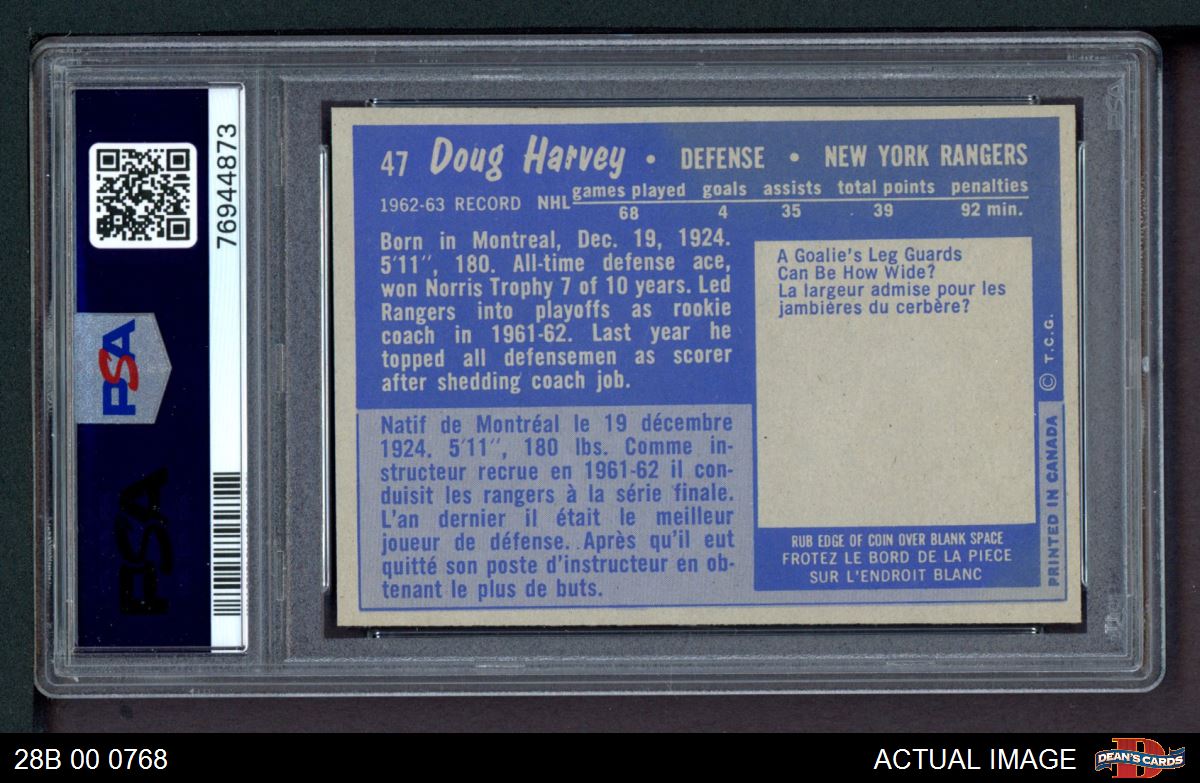 76944873
PSA
PSA
47 Doug Harvey • DEFENSE • NEW YORK RANGERS
games played goals assists total points penalties
1962-63 RECORD NHL
68 4 35 39 92 min.
Born in Montreal, Dec. 19, 1924.
5'11", 180. All-time defense ace,
won Norris Trophy 7 of 10 years. Led
Rangers into playoffs as rookie
coach in 1961-62. Last year he
topped all defensemen as scorer
after shedding coach job.
Natif de Montréal le 19 décembre
1924. 5'11", 180 lbs. Comme in-
structeur recrue en 1961-62 il con-
duisit les rangers à la série finale.
L'an dernier il était le meilleur
joueur de défense. Après qu'il eut
quitté son poste d'instructeur en ob-
tenant le plus de buts.
A Goalie's Leg Guards
Can Be How Wide?
La largeur admise pour les
jambières du cerbère?
RUB EDGE OF COIN OVER BLANK SPACE
FROTEZ LE BORD DE LA PIECE
SUR L'ENDROIT BLANC
PRINTED IN CANADA © T.C.G.
28B 00 0768
ACTUAL IMAGE
DEAN'S CARDS